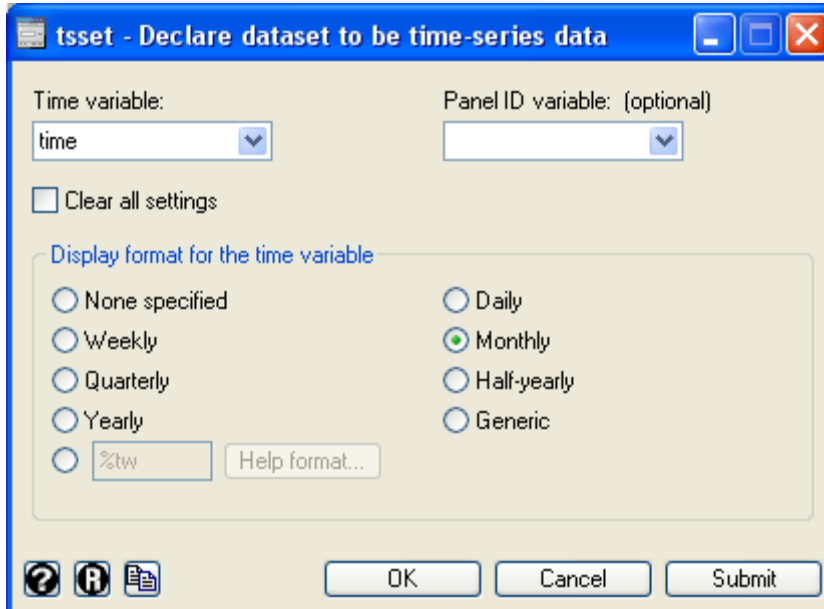 tsset - Declare dataset to be time-series data
Time variable:
Panel ID variable: (optional)
time
Clear all settings
Display format for the time variable
None specified
Daily
Weekly
Monthly
Quarterly
Half-yearly
Yearly
Generic
%tw
Help format...
? R
OK
Cancel
Submit